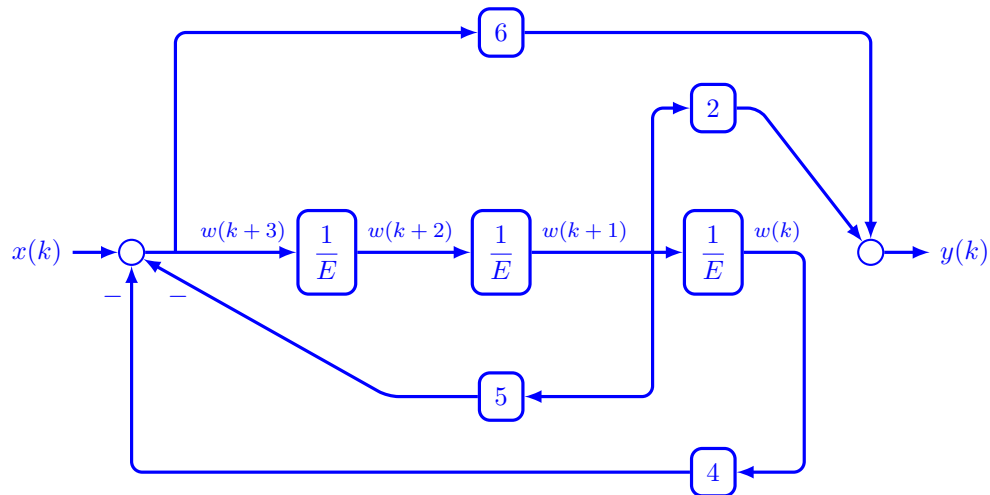 6
2
w(k + 3)
w(k + 2)
w(k + 1)
w(k)
x(k)
1
E
1
E
1
E
y(k)
−
−
5
4